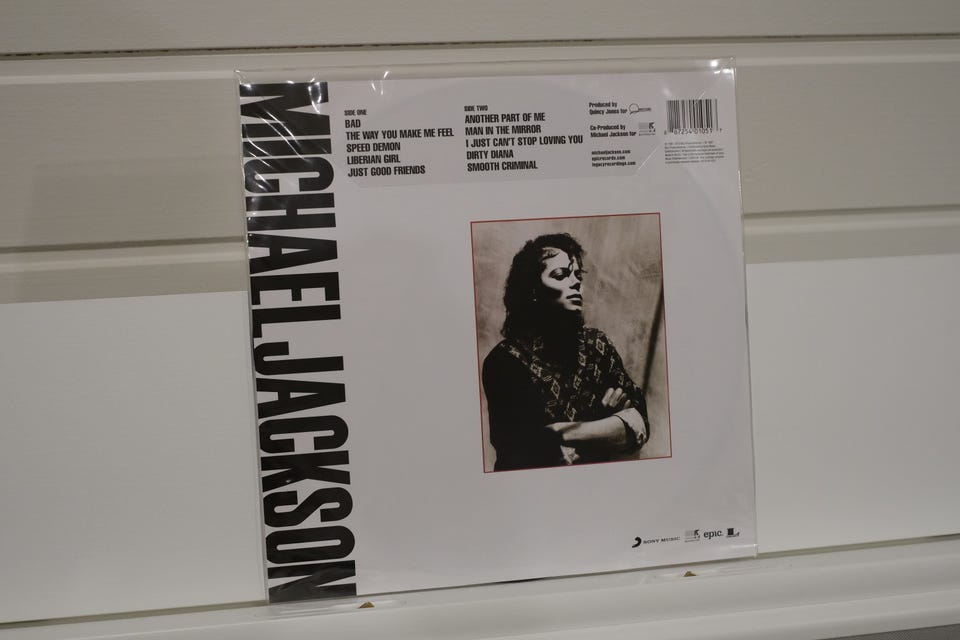 MICHAEL JACKSON
SIDE ONE
BAD
THE WAY YOU MAKE ME FEEL
SPEED DEMON
LIBERIAN GIRL
JUST GOOD FRIENDS
SIDE TWO
ANOTHER PART OF ME
MAN IN THE MIRROR
I JUST CAN'T STOP LOVING YOU
DIRTY DIANA
SMOOTH CRIMINAL
Produced by
Quincy Jones for
Co-Produced by
Michael Jackson for
michaeljackson.com
epicrecords.com
legacyrecordings.com
SONY MUSIC
epic.